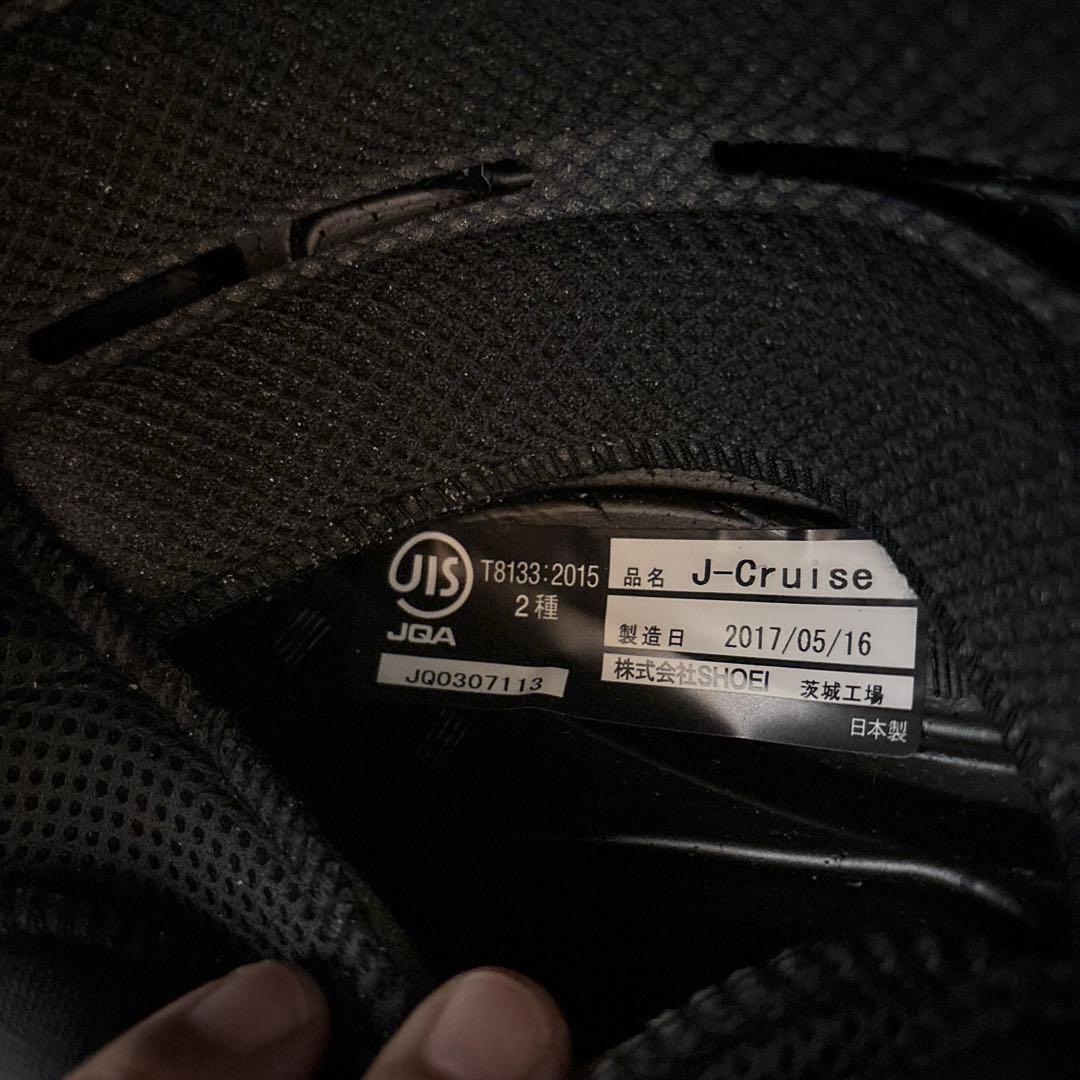 JIS
JQA
T8133:2015
2種
JQ0307113
品名 J-Cruise
製造日 2017/05/16
株式会社SHOEI 茨城工場
日本製